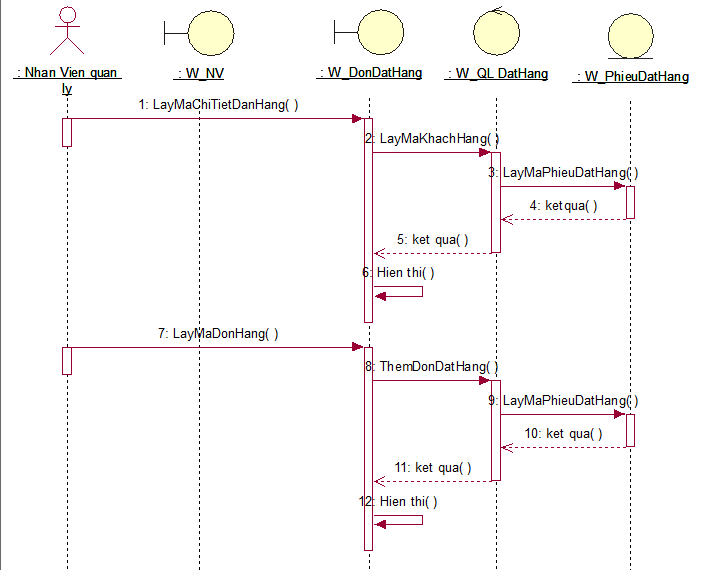 : Nhan Vien quan
ly
: W_NV
: W_DonDatHang
: W_QL DatHang
: W_PhieuDatHang
1: LayMaChiTietDanHang( )
2: LayMaKhachHang( )
3: LayMaPhieuDatHang( )
4: ketqua( )
5: ket qua( )
6: Hien thi( )
7: LayMaDonHang( )
8: ThemDonDatHang( )
9: LayMaPhieuDatHang( )
10: ket qua( )
11: ket qua( )
12: Hien thi( )